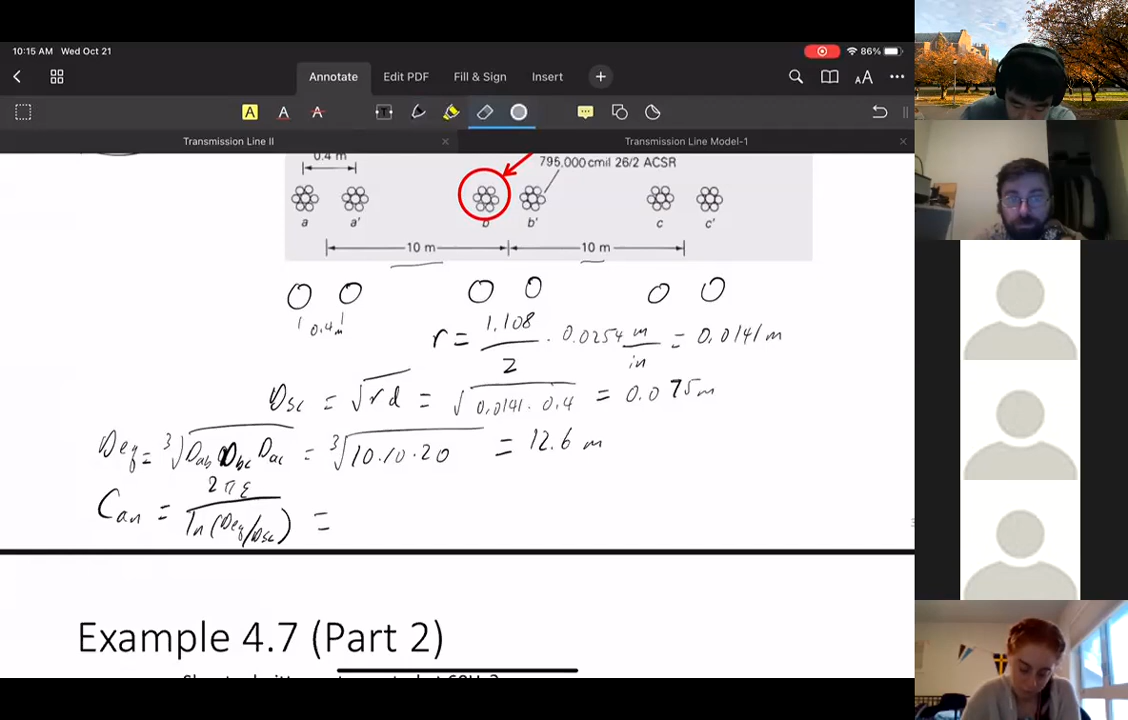 10:15 AM Wed Oct 21
86%
Annotate Edit PDF Fill & Sign Insert
Transmission Line II
Transmission Line Model-1
0.4 m
795.000 cmil 26/2 ACSR
a a' b b' c c'
10 m 10 m
0.4 m
r = 1.108 / 2 · 0.0254 m/in = 0.0141 m
Dsc = √rd = √0.0141 · 0.4 = 0.075 m
Deq = ³√Dab Dbc Dac = ³√10·10·20 = 12.6 m
Can = 2πε / ln(Deq/Dsc) =
Example 4.7 (Part 2)